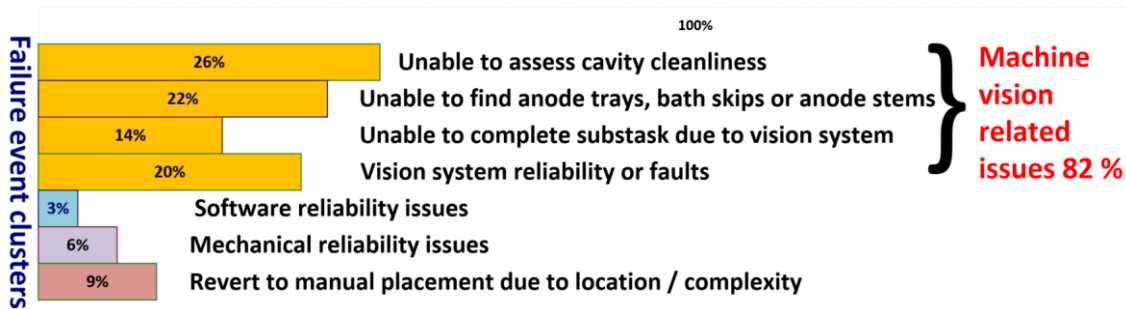 100%
Failure event clusters
26% Unable to assess cavity cleanliness
22% Unable to find anode trays, bath skips or anode stems
14% Unable to complete substask due to vision system
20% Vision system reliability or faults
3% Software reliability issues
6% Mechanical reliability issues
9% Revert to manual placement due to location / complexity
}
Machine
vision
related
issues 82 %